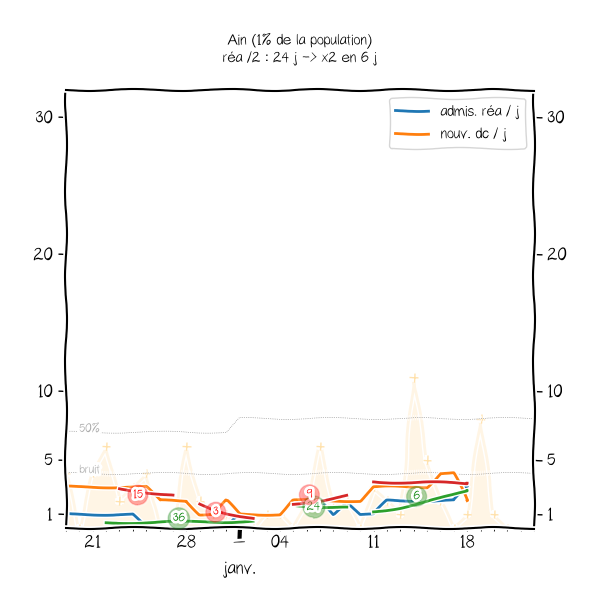 Ain (1% de la population)
réa /2 : 24 j -> x2 en 6 j
admis. réa / j
nouv. dc / j
30 30
20 20
10 10
50%
5 5
bruit
1 1
15
36
3
9
24
6
21 28 1 04 11 18
janv.